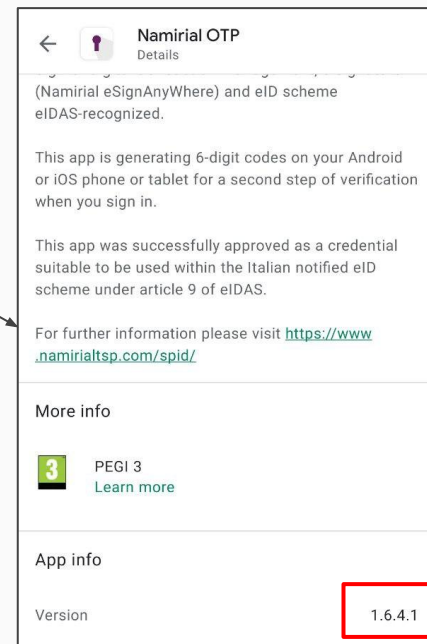 Namirial OTP
Details
(Namirial eSignAnyWhere) and eID scheme
eIDAS-recognized.
This app is generating 6-digit codes on your Android
or iOS phone or tablet for a second step of verification
when you sign in.
This app was successfully approved as a credential
suitable to be used within the Italian notified eID
scheme under article 9 of eIDAS.
For further information please visit https://www
.namirialtsp.com/spid/
More info
3
PEGI 3
Learn more
App info
Version 1.6.4.1